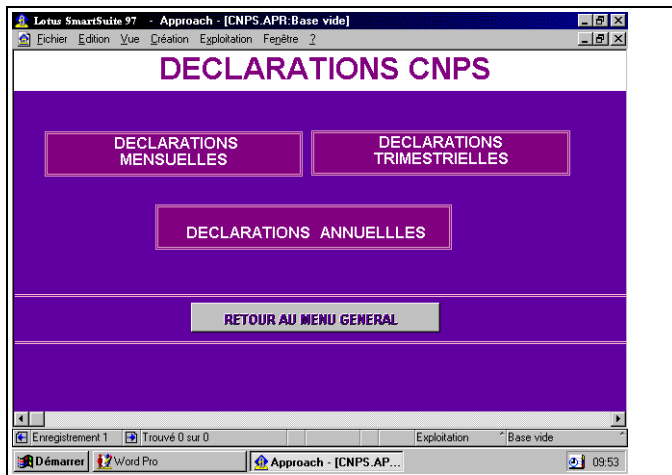 Lotus SmartSuite 97 - Approach - [CNPS.APR:Base vide]
Fichier Edition Vue Création Exploitation Fenêtre ?
DECLARATIONS CNPS
DECLARATIONS
MENSUELLES
DECLARATIONS
TRIMESTRIELLES
DECLARATIONS ANNUELLLES
RETOUR AU MENU GENERAL
Enregistrement 1 Trouvé 0 sur 0 Exploitation Base vide
Démarrer Word Pro Approach - [CNPS.AP... 09:53